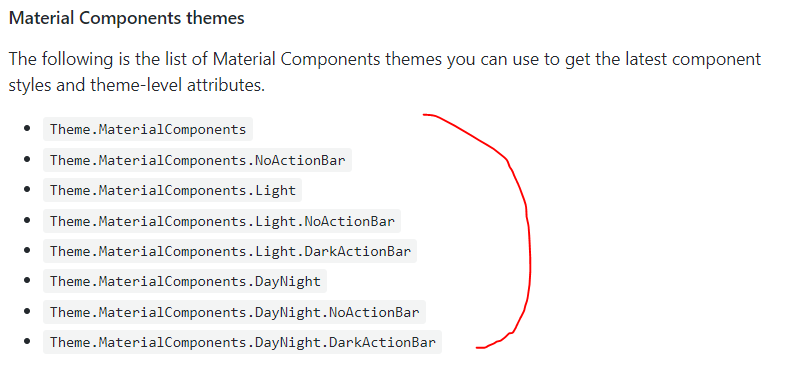 Material Components themes
The following is the list of Material Components themes you can use to get the latest component
styles and theme-level attributes.
Theme.MaterialComponents
Theme.MaterialComponents.NoActionBar
Theme.MaterialComponents.Light
Theme.MaterialComponents.Light.NoActionBar
Theme.MaterialComponents.Light.DarkActionBar
Theme.MaterialComponents.DayNight
Theme.MaterialComponents.DayNight.NoActionBar
Theme.MaterialComponents.DayNight.DarkActionBar